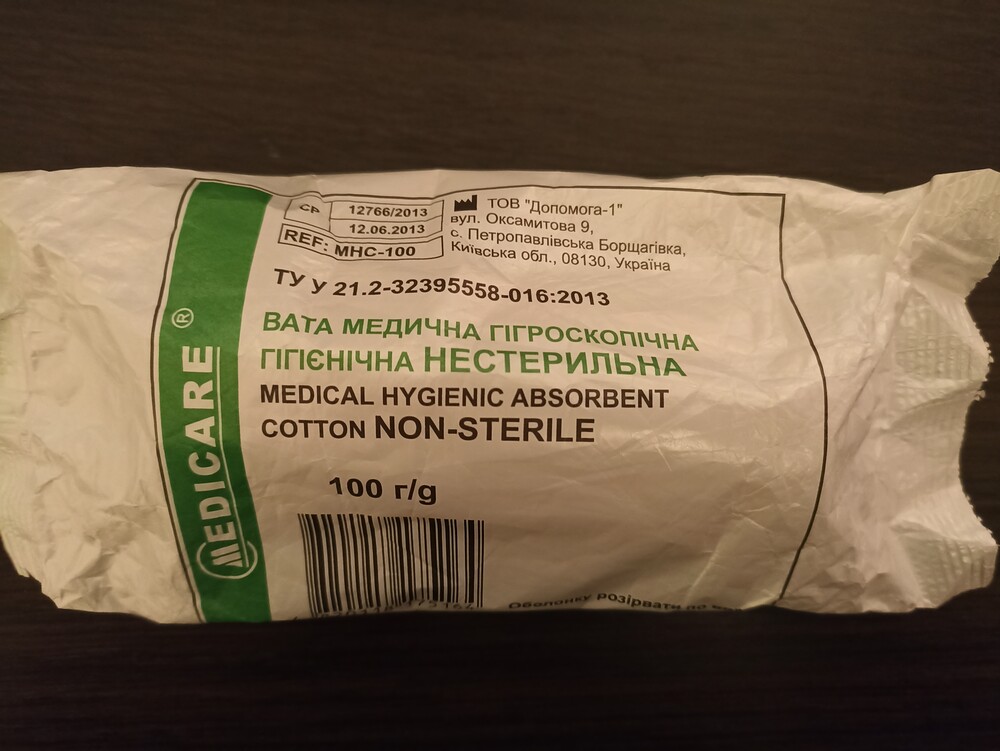 MEDICARE ®
СР 12766/2013
12.06.2013
REF: MHC-100
ТОВ "Допомога-1"
вул. Оксамитова 9,
с. Петропавлівська Борщагівка,
Київська обл., 08130, Україна
ТУ У 21.2-32395558-016:2013
ВАТА МЕДИЧНА ГІГРОСКОПІЧНА
ГІГІЄНІЧНА НЕСТЕРИЛЬНА
MEDICAL HYGIENIC ABSORBENT
COTTON NON-STERILE
100 г/g
Оболонку розірвати по